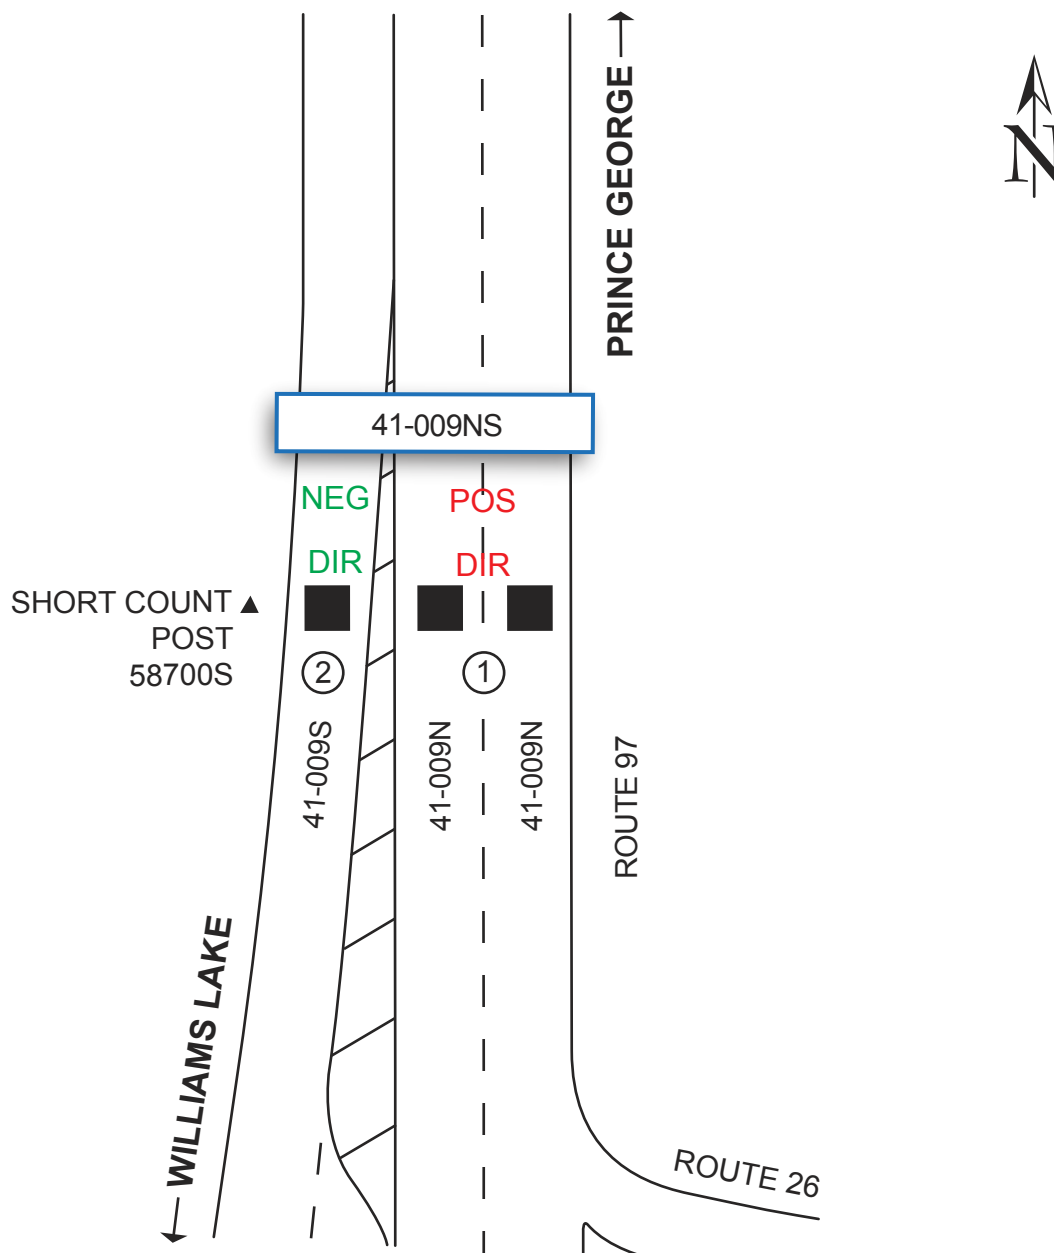 PRINCE GEORGE
N
41-009NS
NEG
DIR
POS
DIR
SHORT COUNT
POST
58700S
2
1
41-009S
41-009N
41-009N
ROUTE 97
WILLIAMS LAKE
ROUTE 26